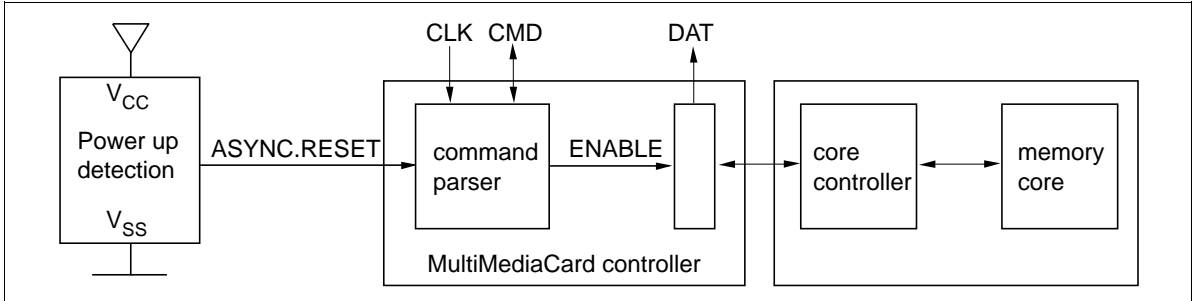 CLK CMD DAT
V_CC
Power up
detection
V_SS
ASYNC.RESET
command
parser
ENABLE
core
controller
memory
core
MultiMediaCard controller